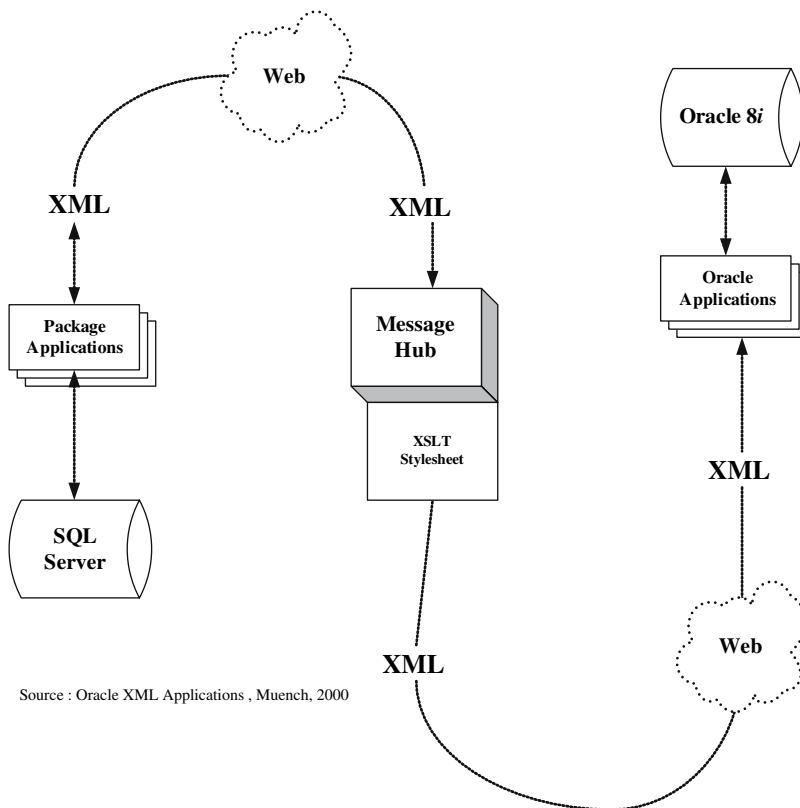 Web
Oracle 8i
XML
XML
Package
Applications
Message
Hub
Oracle
Applications
XSLT
Stylesheet
XML
SQL
Server
Web
XML
Source : Oracle XML Applications , Muench, 2000